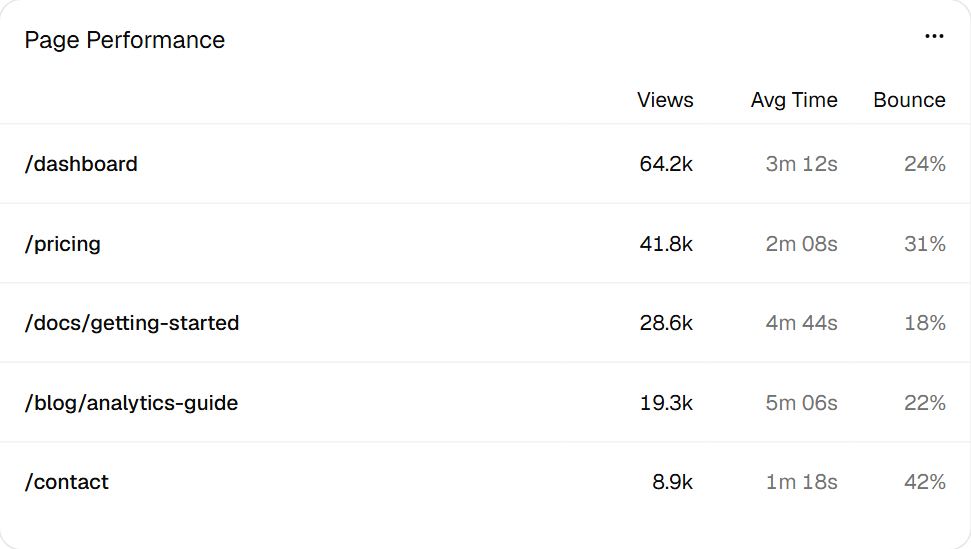 Page Performance
Views Avg Time Bounce
/dashboard 64.2k 3m 12s 24%
/pricing 41.8k 2m 08s 31%
/docs/getting-started 28.6k 4m 44s 18%
/blog/analytics-guide 19.3k 5m 06s 22%
/contact 8.9k 1m 18s 42%